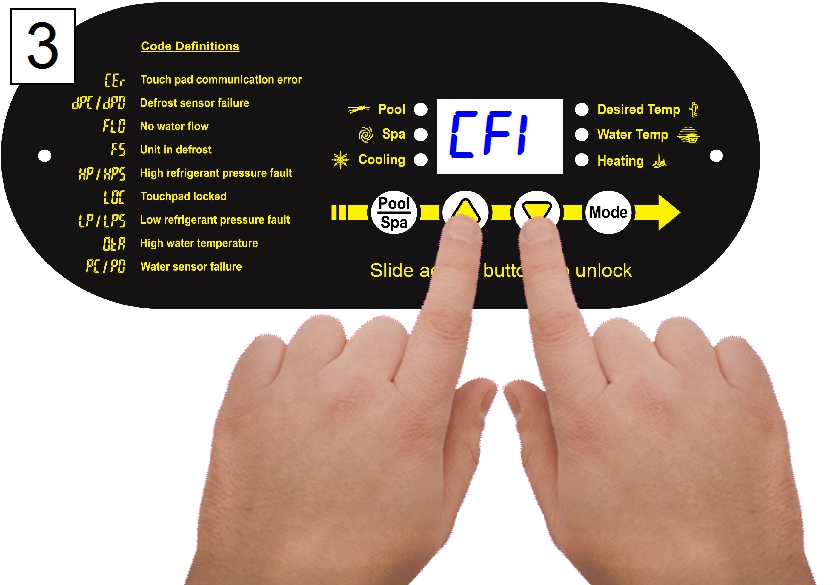 3
Code Definitions
CEr Touch pad communication error
dPC / dPO Defrost sensor failure
FLO No water flow
FS Unit in defrost
HP / HPS High refrigerant pressure fault
LOC Touchpad locked
LP / LPS Low refrigerant pressure fault
OtA High water temperature
PC / PO Water sensor failure
Pool
Spa
Cooling
CF1
Desired Temp
Water Temp
Heating
Pool
Spa
Mode
Slide unlock